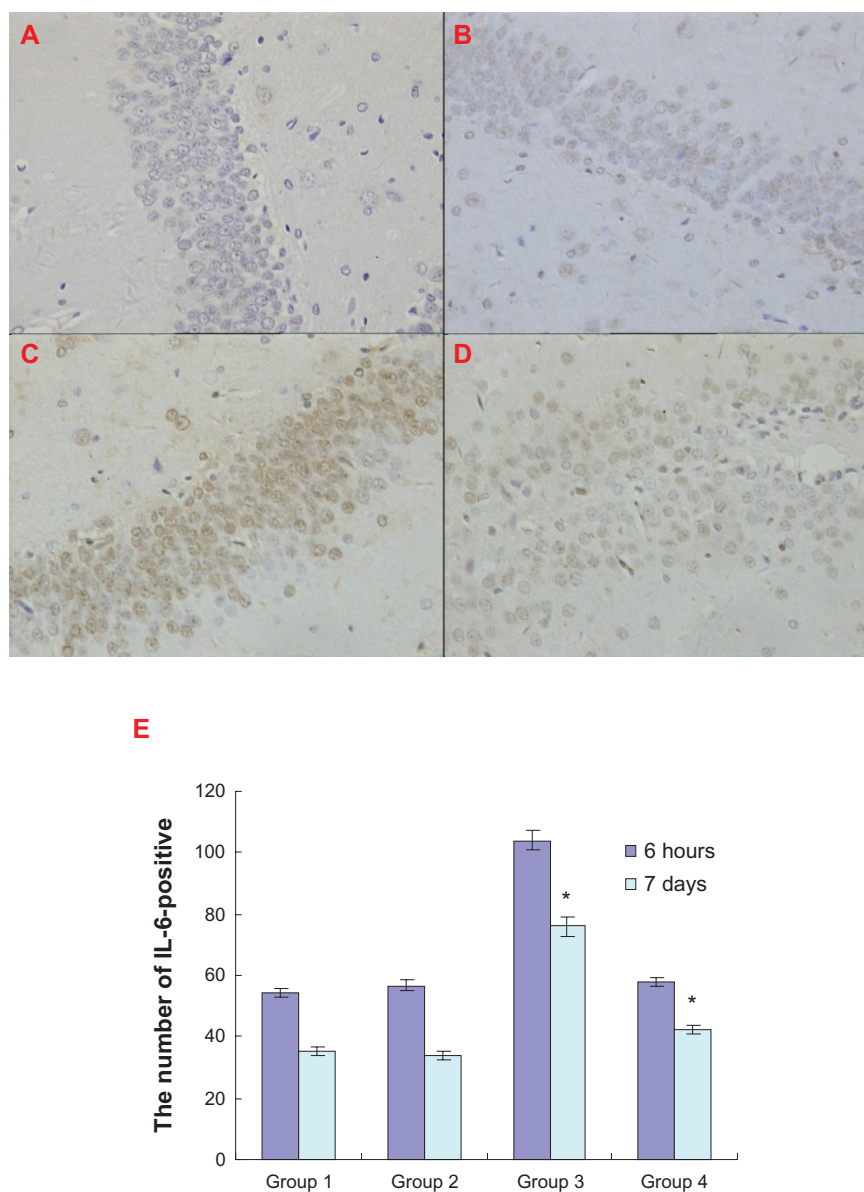 A
B
C
D
E
The number of IL-6-positive
120
100
80
60
40
20
0
6 hours
7 days
*
*
Group 1
Group 2
Group 3
Group 4